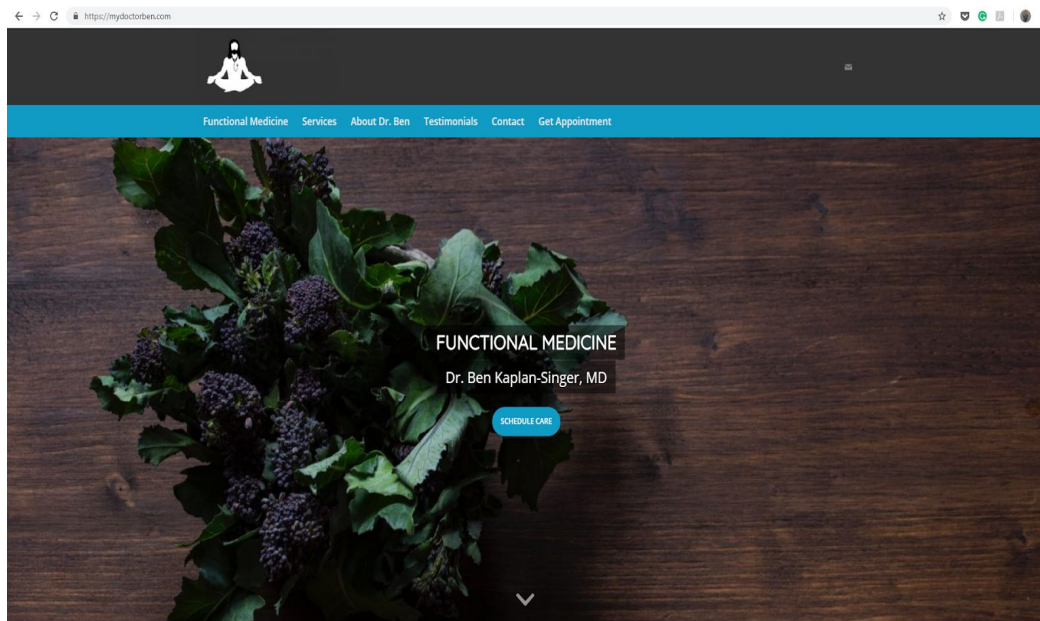 https://mydoctorben.com
Functional Medicine Services About Dr. Ben Testimonials Contact Get Appointment
FUNCTIONAL MEDICINE
Dr. Ben Kaplan-Singer, MD
SCHEDULE CARE